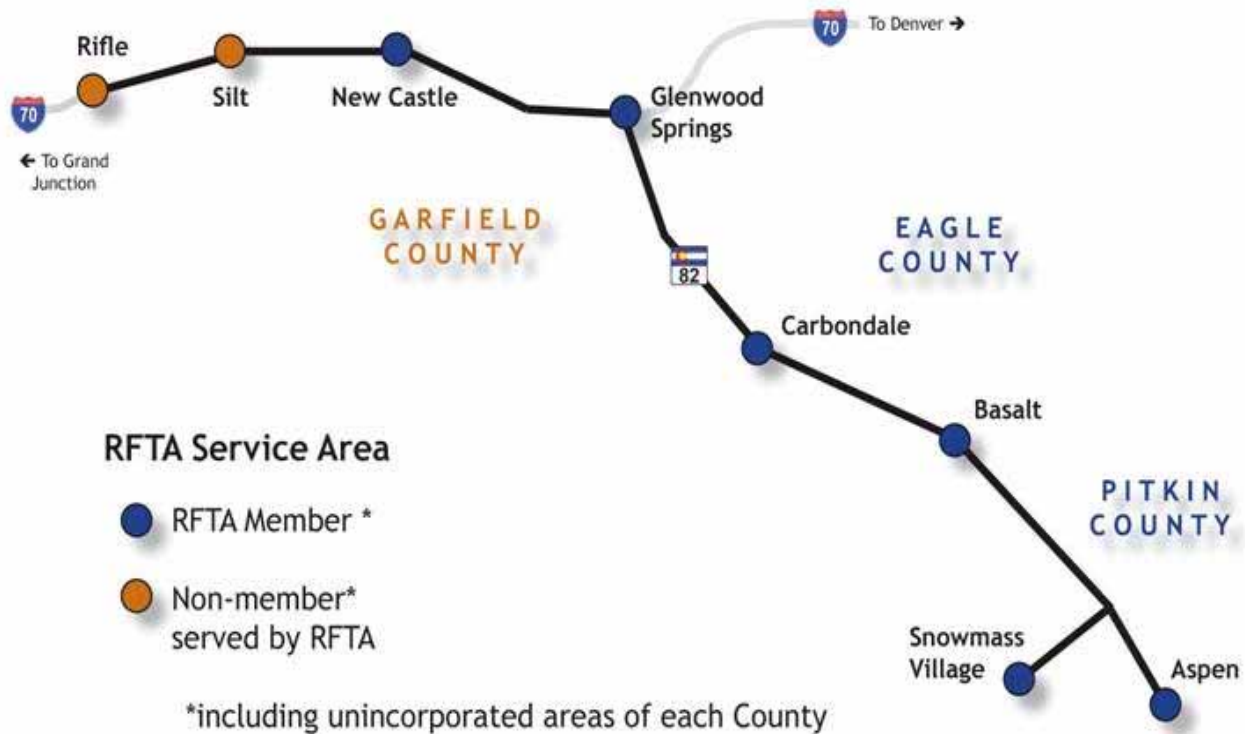 70
To Denver →
Rifle
Silt
New Castle
Glenwood
Springs
70
← To Grand
Junction
GARFIELD
COUNTY
EAGLE
COUNTY
82
Carbondale
Basalt
RFTA Service Area
PITKIN
COUNTY
RFTA Member *
Non-member*
served by RFTA
Snowmass
Village
Aspen
*including unincorporated areas of each County